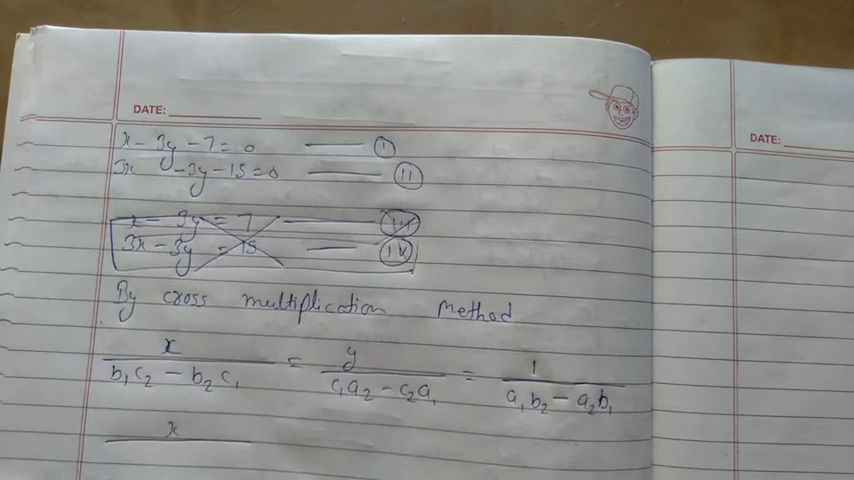 DATE:
DATE:
x - 3y - 7 = 0 —— (I)
3x - 3y - 15 = 0 —— (II)
x - 3y = 7 —— (III)
3x - 3y = 15 —— (IV)
By cross multiplication Method
x / (b₁c₂ - b₂c₁) = y / (c₁a₂ - c₂a₁) = 1 / (a₁b₂ - a₂b₁)
x